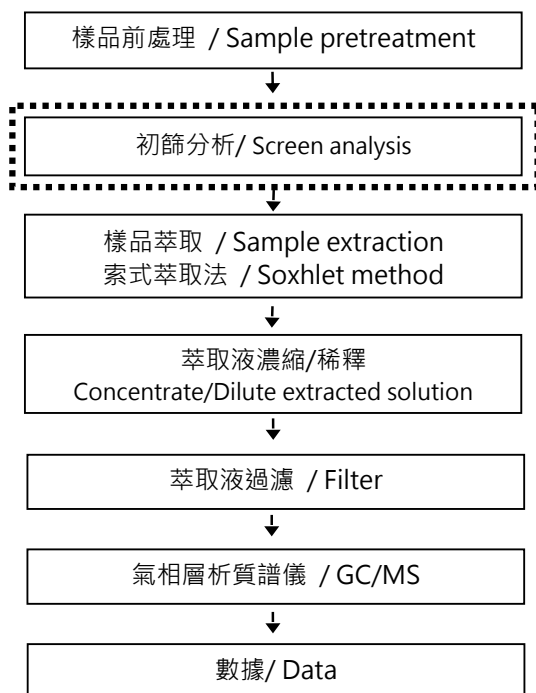 樣品前處理 / Sample pretreatment
初篩分析/ Screen analysis
樣品萃取 / Sample extraction
索式萃取法 / Soxhlet method
萃取液濃縮/稀釋
Concentrate/Dilute extracted solution
萃取液過濾 / Filter
氣相層析質譜儀 / GC/MS
數據/ Data